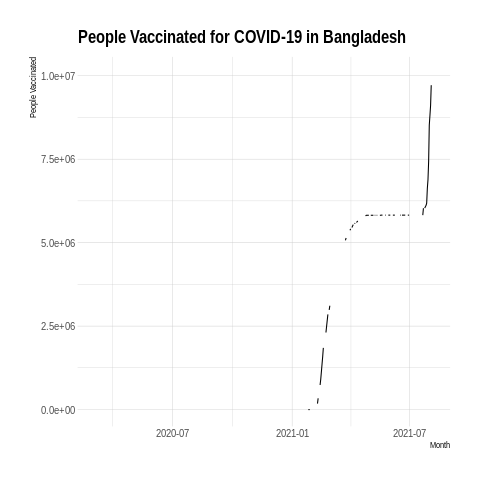 People Vaccinated for COVID-19 in Bangladesh
People Vaccinated
1.0e+07
7.5e+06
5.0e+06
2.5e+06
0.0e+00
2020-07
2021-01
2021-07
Month